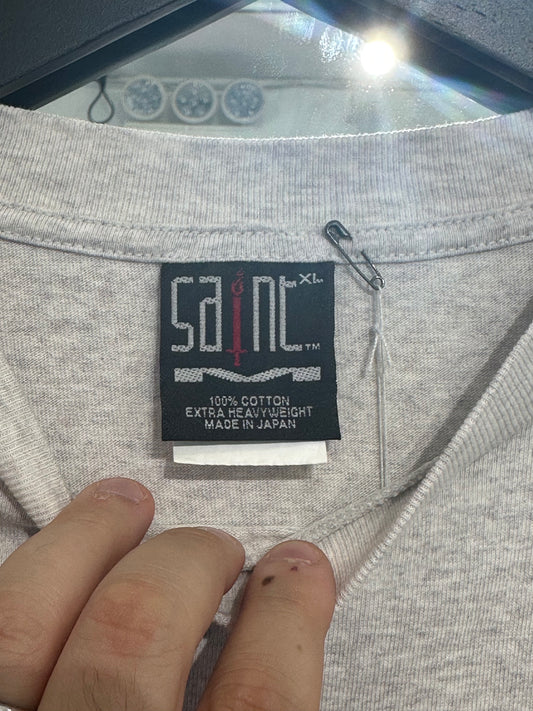 saint XL
TM
100% COTTON
EXTRA HEAVYWEIGHT
MADE IN JAPAN